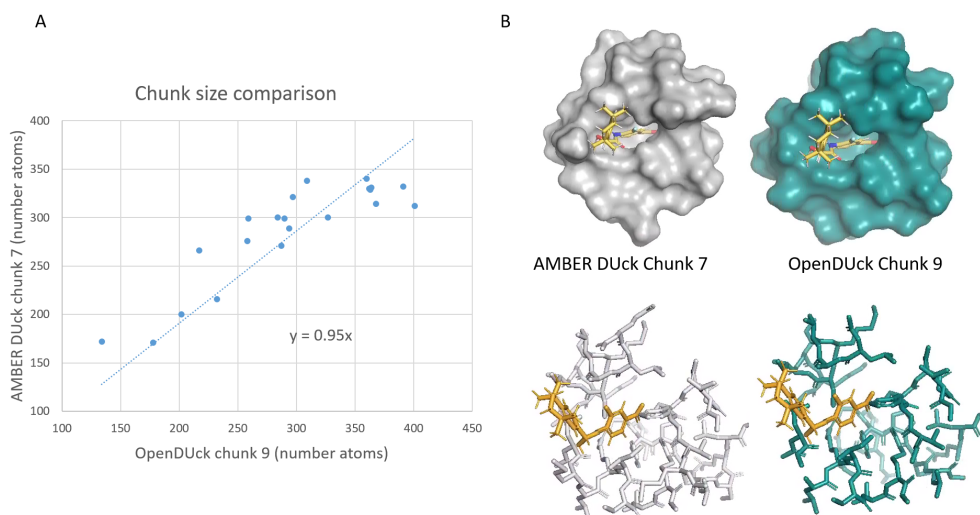 A
B
Chunk size comparison
AMBER DUck chunk 7 (number atoms)
400
350
300
250
200
150
100
y = 0.95x
100 150 200 250 300 350 400 450
OpenDUck chunk 9 (number atoms)
AMBER DUck Chunk 7
OpenDUck Chunk 9